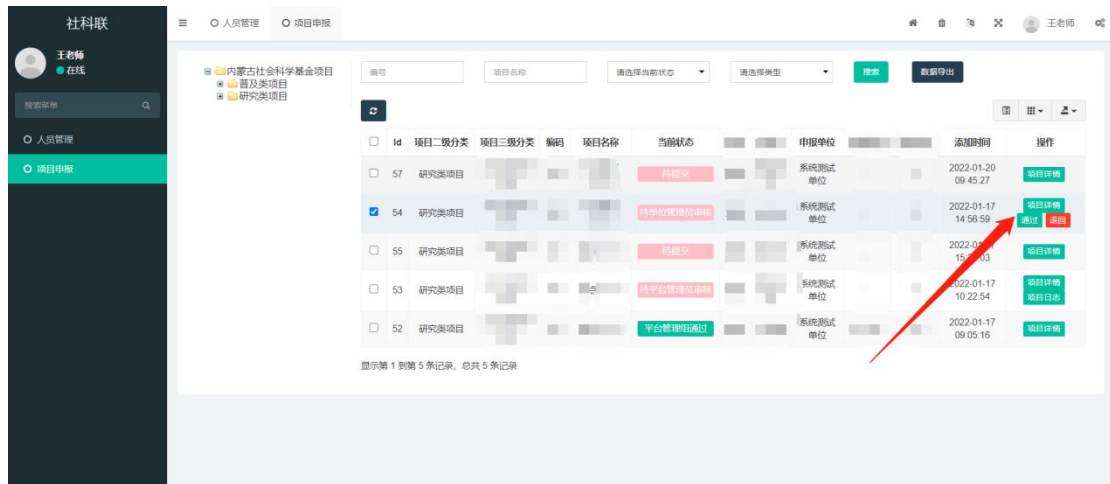 社科联
人员管理
项目申报
王老师
王老师
在线
搜索菜单
人员管理
项目申报
内蒙古社会科学基金项目
普及类项目
研究类项目
编号
项目名称
请选择当前状态
请选择类型
搜索
数据导出
Id 项目二级分类 项目三级分类 编码 项目名称 当前状态 申报单位 添加时间 操作
57 研究类项目 待提交 系统测试单位 2022-01-20 09:45:27 项目详情
54 研究类项目 待单位管理员审核 系统测试单位 2022-01-17 14:56:59 项目详情 通过 退回
55 研究类项目 待提交 系统测试单位 项目详情
53 研究类项目 待平台管理员审核 系统测试单位 2022-01-17 10:22:54 项目详情 项目日志
52 研究类项目 平台管理组通过 系统测试单位 2022-01-17 09:05:16 项目详情
显示第 1 到第 5 条记录，总共 5 条记录